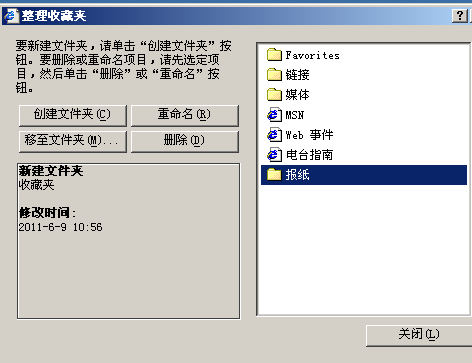 整理收藏夹
?
要新建文件夹，请单击“创建文件夹”按
钮。要删除或重命名项目，请先选定项
目，然后单击“删除”或“重命名”按
钮。
创建文件夹(C)
重命名(R)
移至文件夹(M)...
删除(D)
新建文件夹
收藏夹
修改时间:
2011-6-9 10:56
Favorites
链接
媒体
MSN
Web 事件
电台指南
报纸
关闭(L)